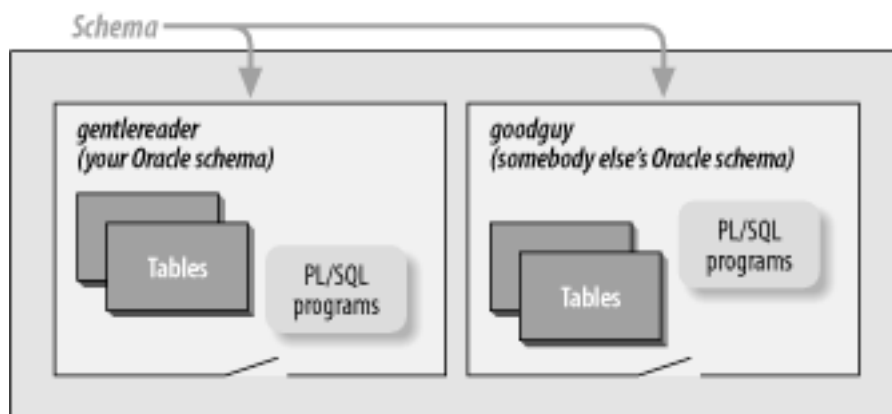 Schema
gentlereader
(your Oracle schema)
Tables
PL/SQL
programs
goodguy
(somebody else's Oracle schema)
PL/SQL
programs
Tables